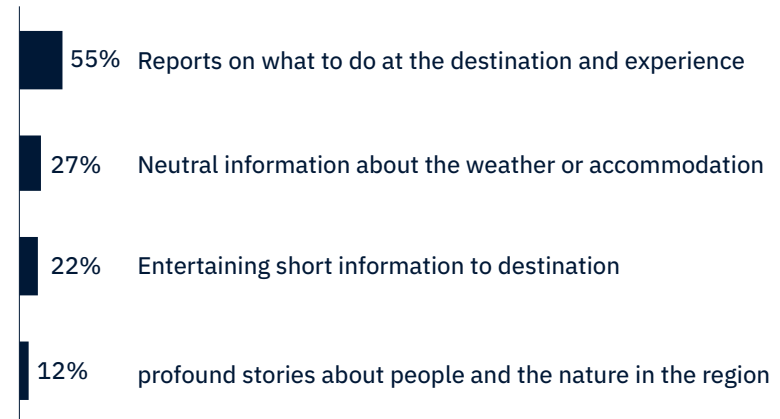 55% Reports on what to do at the destination and experience
27% Neutral information about the weather or accommodation
22% Entertaining short information to destination
12% profound stories about people and the nature in the region